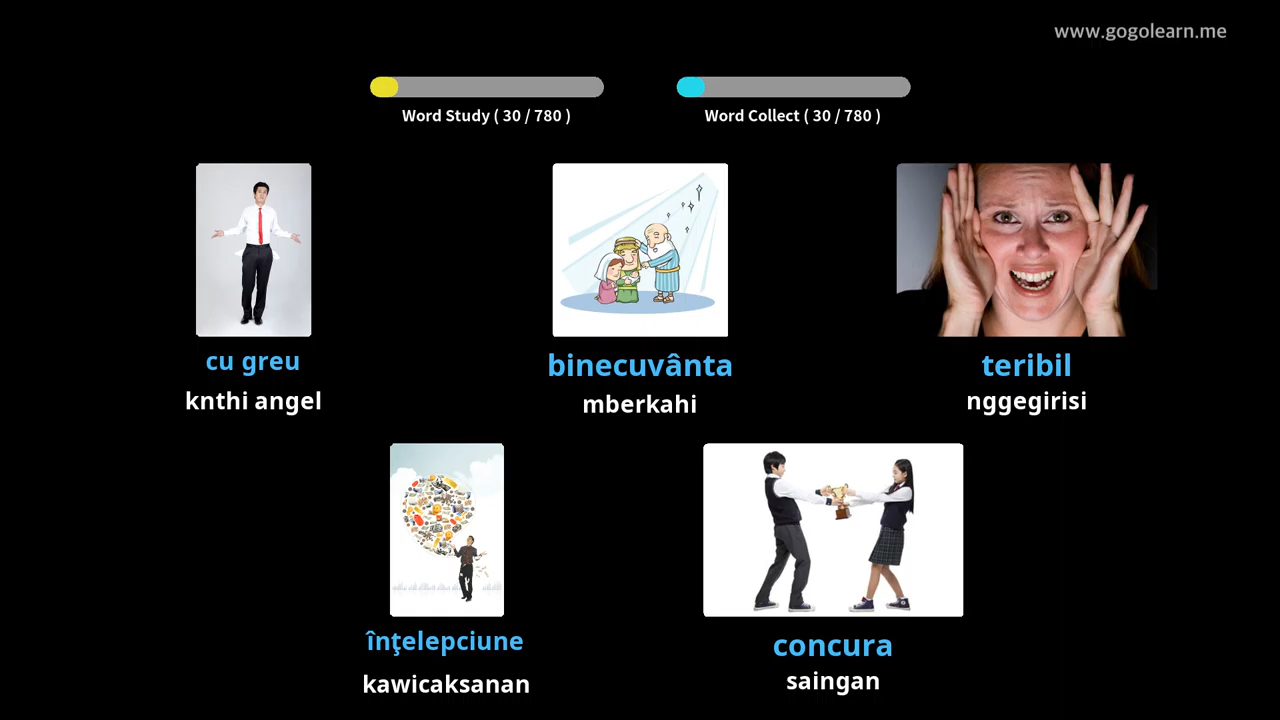 www.gogolearn.me
Word Study ( 30 / 780 )
Word Collect ( 30 / 780 )
cu greu
knthi angel
binecuvânta
mberkahi
teribil
nggegirisi
înţelepciune
kawicaksanan
concura
saingan